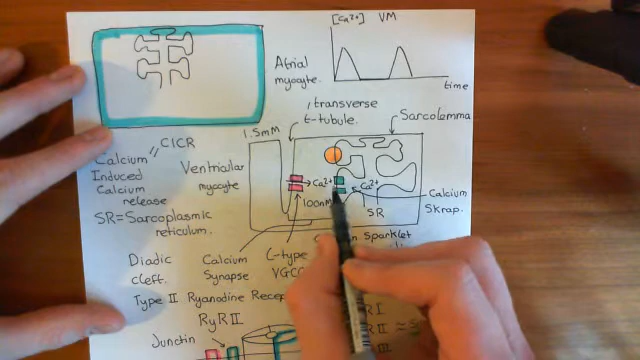 [Ca²⁺] VM
time
Atrial
myocyte.
transverse
t-tubule.
Sarcolemma
1.5mM
CICR
Calcium
Induced
Calcium
release
SR = Sarcoplasmic
reticulum.
Ventricular
myocyte
Ca²⁺
Ca²⁺
100nM
SR
Calcium
Skrap.
Sparklet
Diadic
cleft.
Calcium
Synapse
L-type
VGCC
Type II Ryanodine
RyR II
Junctin